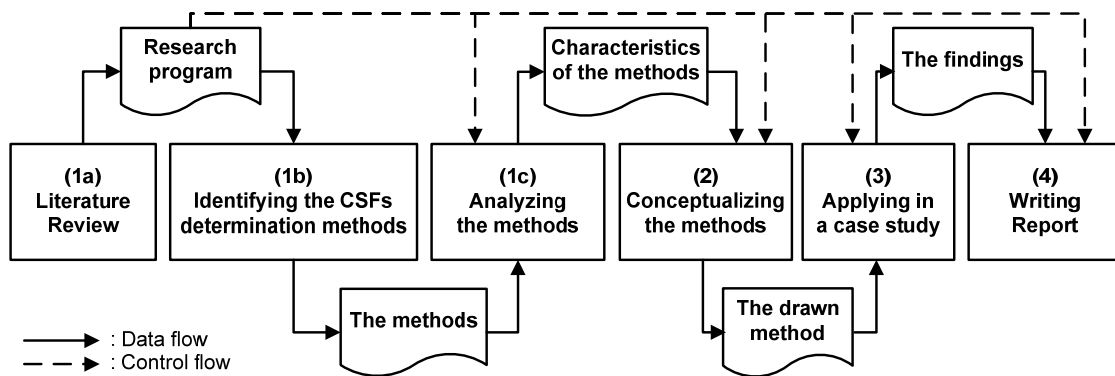 Research
program
Characteristics
of the methods
The findings
(1a)
Literature
Review
(1b)
Identifying the CSFs
determination methods
(1c)
Analyzing
the methods
(2)
Conceptualizing
the methods
(3)
Applying in
a case study
(4)
Writing
Report
The methods
The drawn
method
: Data flow
: Control flow